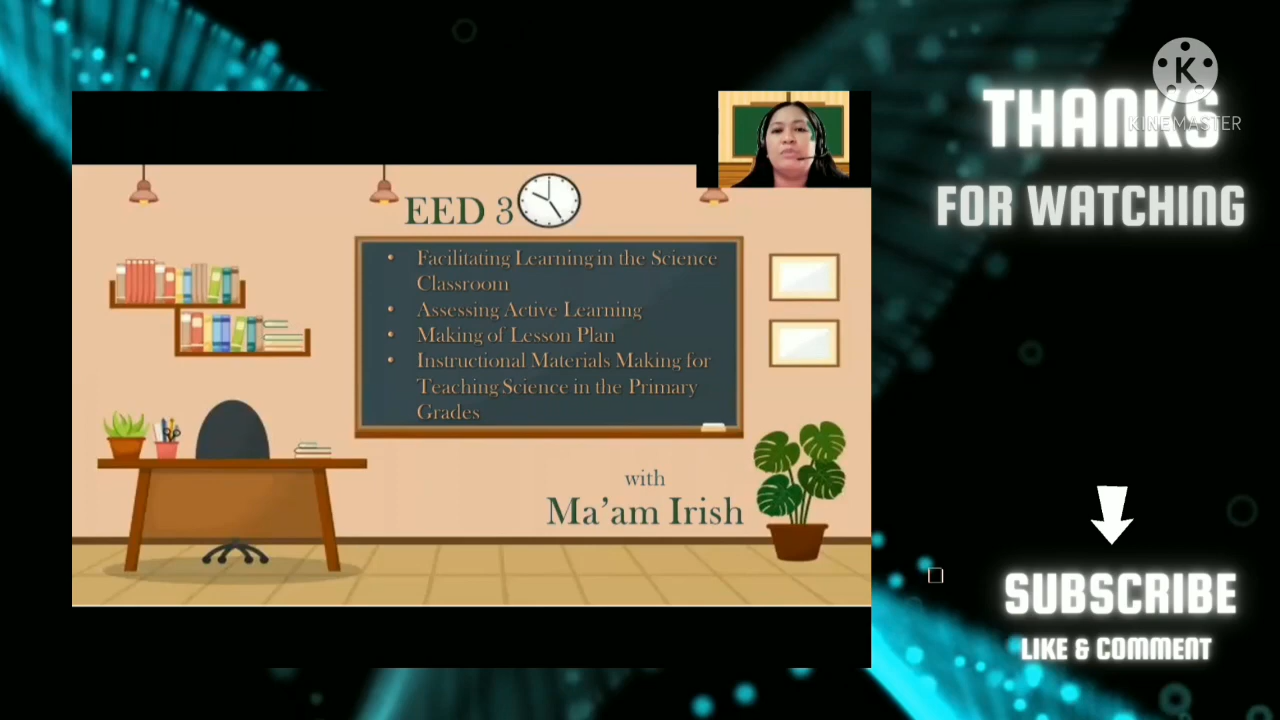 EED 3
Facilitating Learning in the Science
Classroom
Assessing Active Learning
Making of Lesson Plan
Instructional Materials Making for
Teaching Science in the Primary
Grades
with
Ma'am Irish
K
KINEMASTER
THANKS
FOR WATCHING
SUBSCRIBE
LIKE & COMMENT